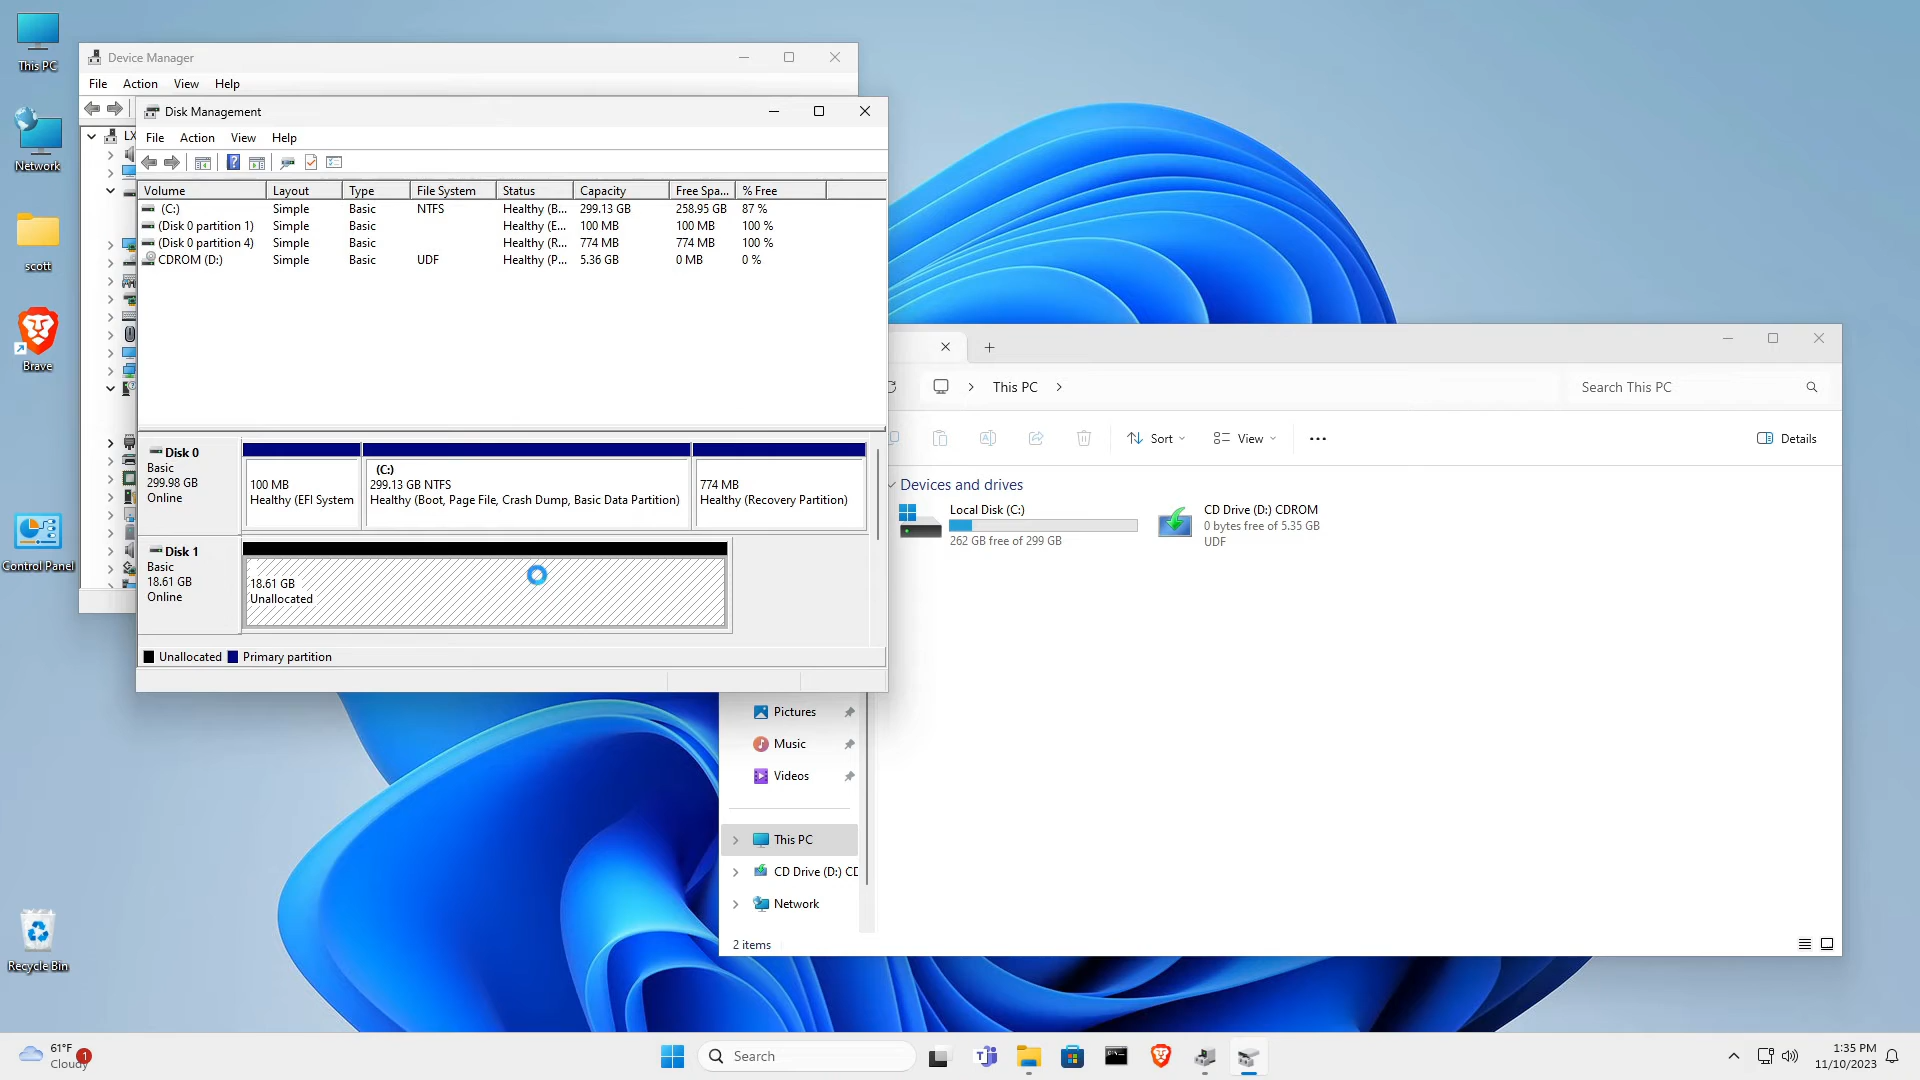 This PC
Network
scott
Brave
Control Panel
Recycle Bin
Device Manager
File Action View Help
LX
Disk Management
File Action View Help
Volume Layout Type File System Status Capacity Free Spa... % Free
(C:) Simple Basic NTFS Healthy (B... 299.13 GB 258.95 GB 87 %
(Disk 0 partition 1) Simple Basic Healthy (E... 100 MB 100 MB 100 %
(Disk 0 partition 4) Simple Basic Healthy (R... 774 MB 774 MB 100 %
CDROM (D:) Simple Basic UDF Healthy (P... 5.36 GB 0 MB 0 %
Disk 0
Basic
299.98 GB
Online
100 MB
Healthy (EFI System
(C:)
299.13 GB NTFS
Healthy (Boot, Page File, Crash Dump, Basic Data Partition)
774 MB
Healthy (Recovery Partition)
Disk 1
Basic
18.61 GB
Online
18.61 GB
Unallocated
Unallocated Primary partition
This PC
Search This PC
Sort View Details
Devices and drives
Local Disk (C:)
262 GB free of 299 GB
CD Drive (D:) CDROM
0 bytes free of 5.35 GB
UDF
Pictures
Music
Videos
This PC
CD Drive (D:) CD
Network
2 items
61°F
Cloudy
1
Search
1:35 PM
11/10/2023